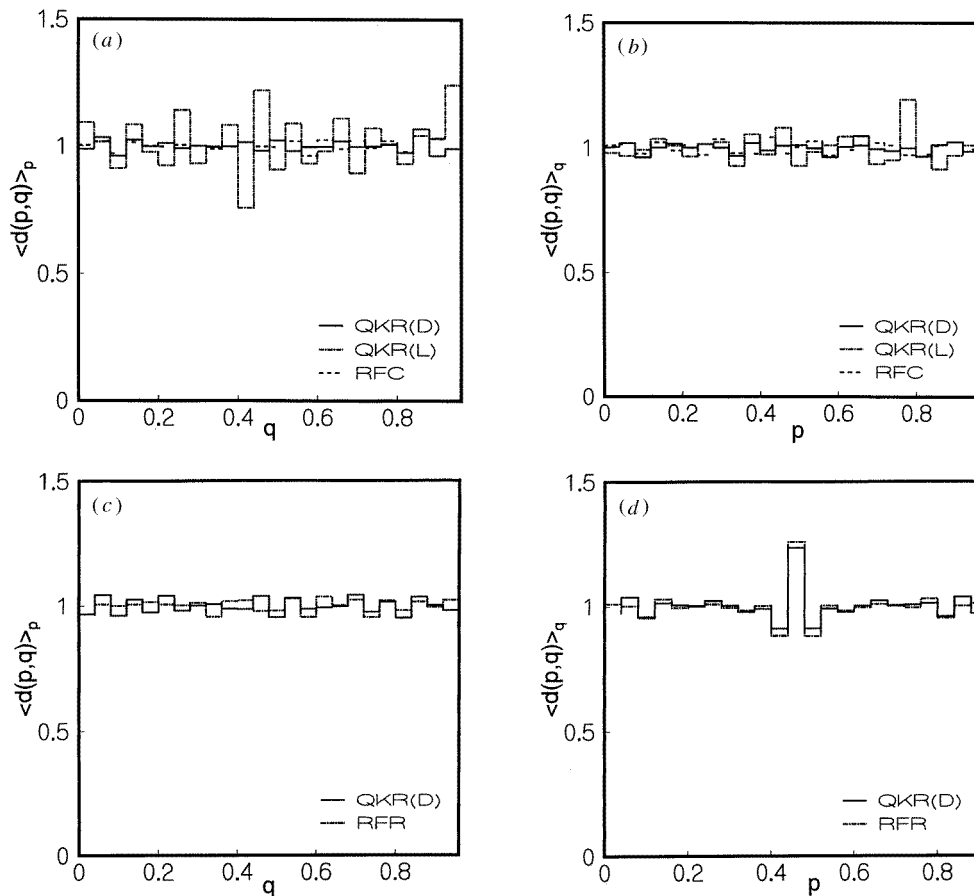 1.5
(a)
1
0.5
0
<d(p,q)>p
QKR(D)
QKR(L)
RFC
0 0.2 0.4 0.6 0.8
q
1.5
(b)
1
0.5
0
<d(p,q)>q
QKR(D)
QKR(L)
RFC
0 0.2 0.4 0.6 0.8
p
1.5
(c)
1
0.5
0
<d(p,q)>p
QKR(D)
RFR
0 0.2 0.4 0.6 0.8
q
1.5
(d)
1
0.5
0
<d(p,q)>q
QKR(D)
RFR
0 0.2 0.4 0.6 0.8
p